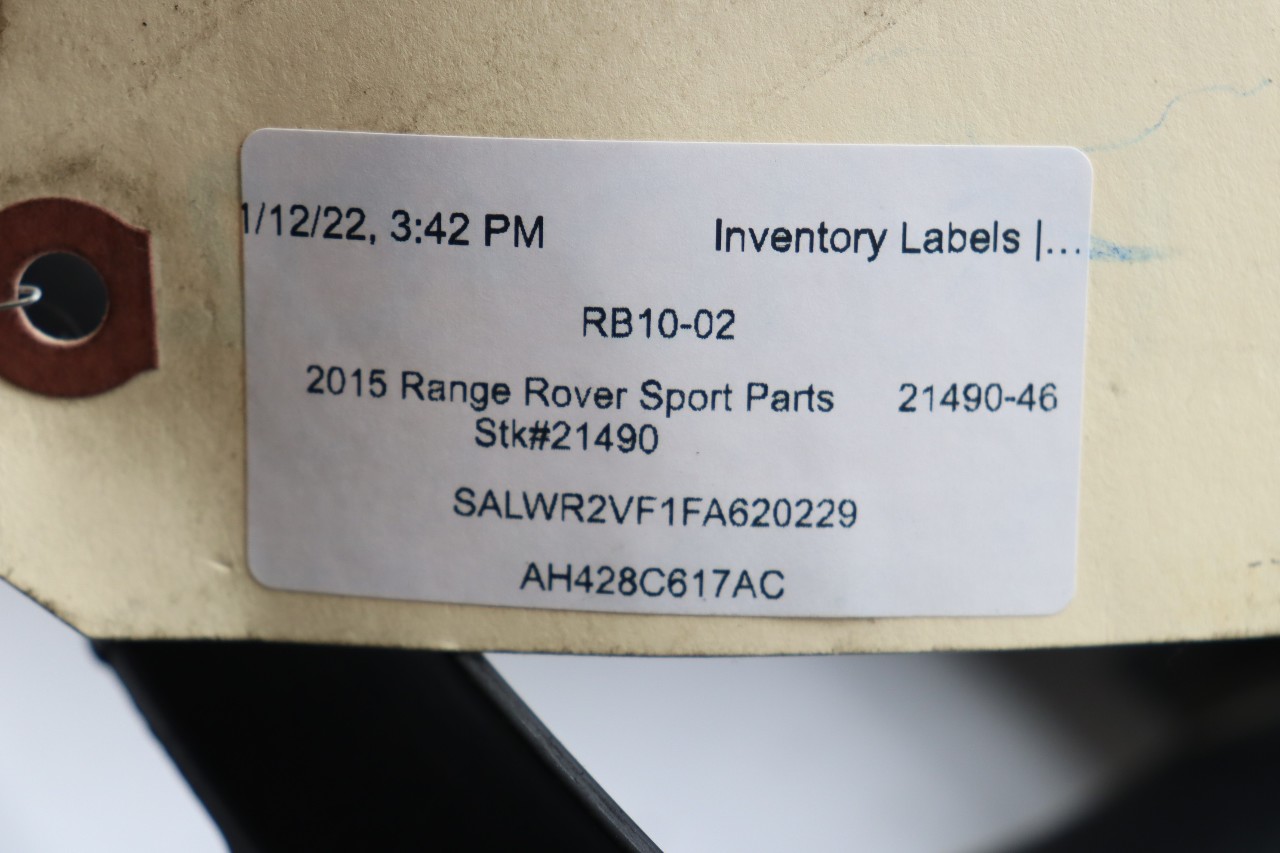 1/12/22, 3:42 PM Inventory Labels |...
RB10-02
2015 Range Rover Sport Parts 21490-46
Stk#21490
SALWR2VF1FA620229
AH428C617AC